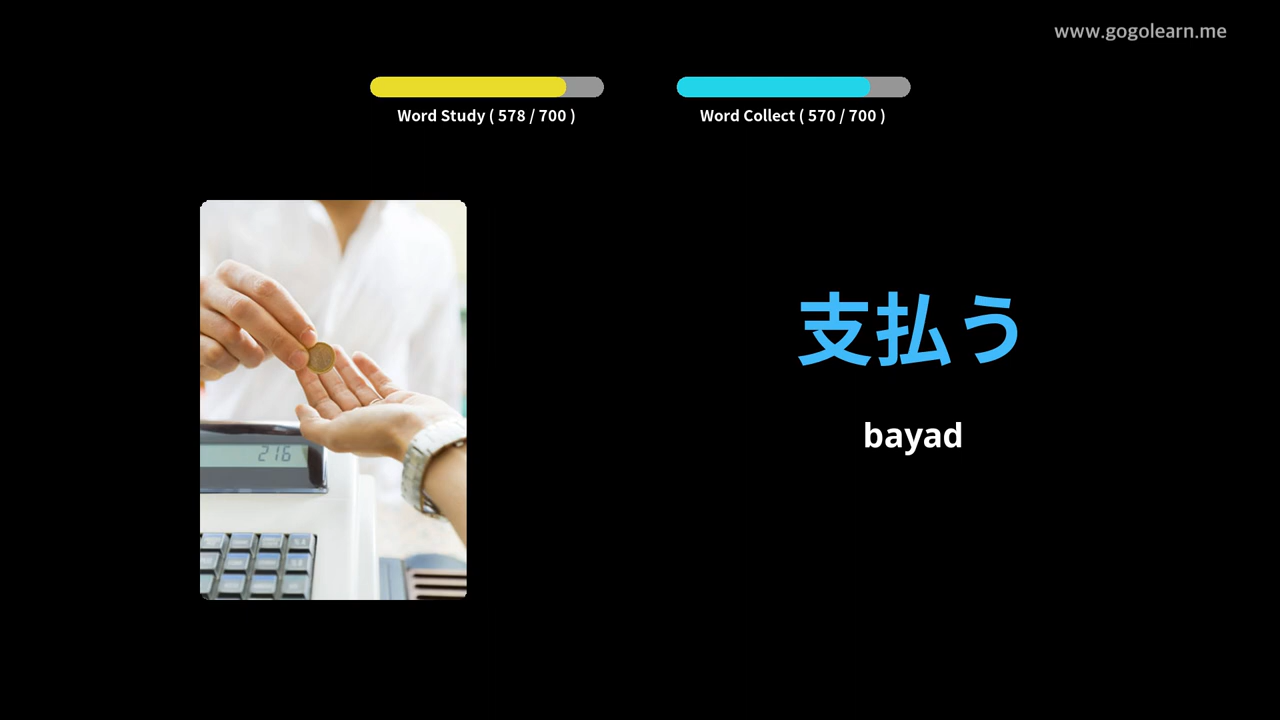 www.gogolearn.me
Word Study ( 578 / 700 )
Word Collect ( 570 / 700 )
支払う
bayad
216